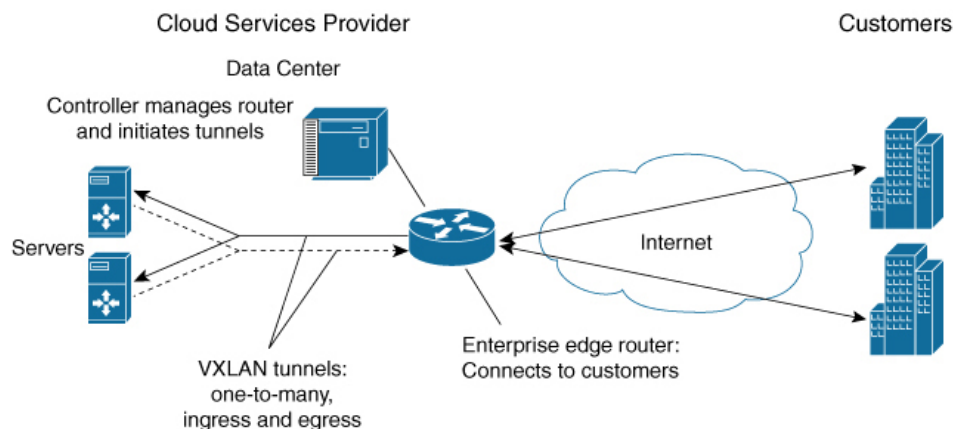 Cloud Services Provider
Customers
Data Center
Controller manages router
and initiates tunnels
Servers
Internet
VXLAN tunnels:
one-to-many,
ingress and egress
Enterprise edge router:
Connects to customers